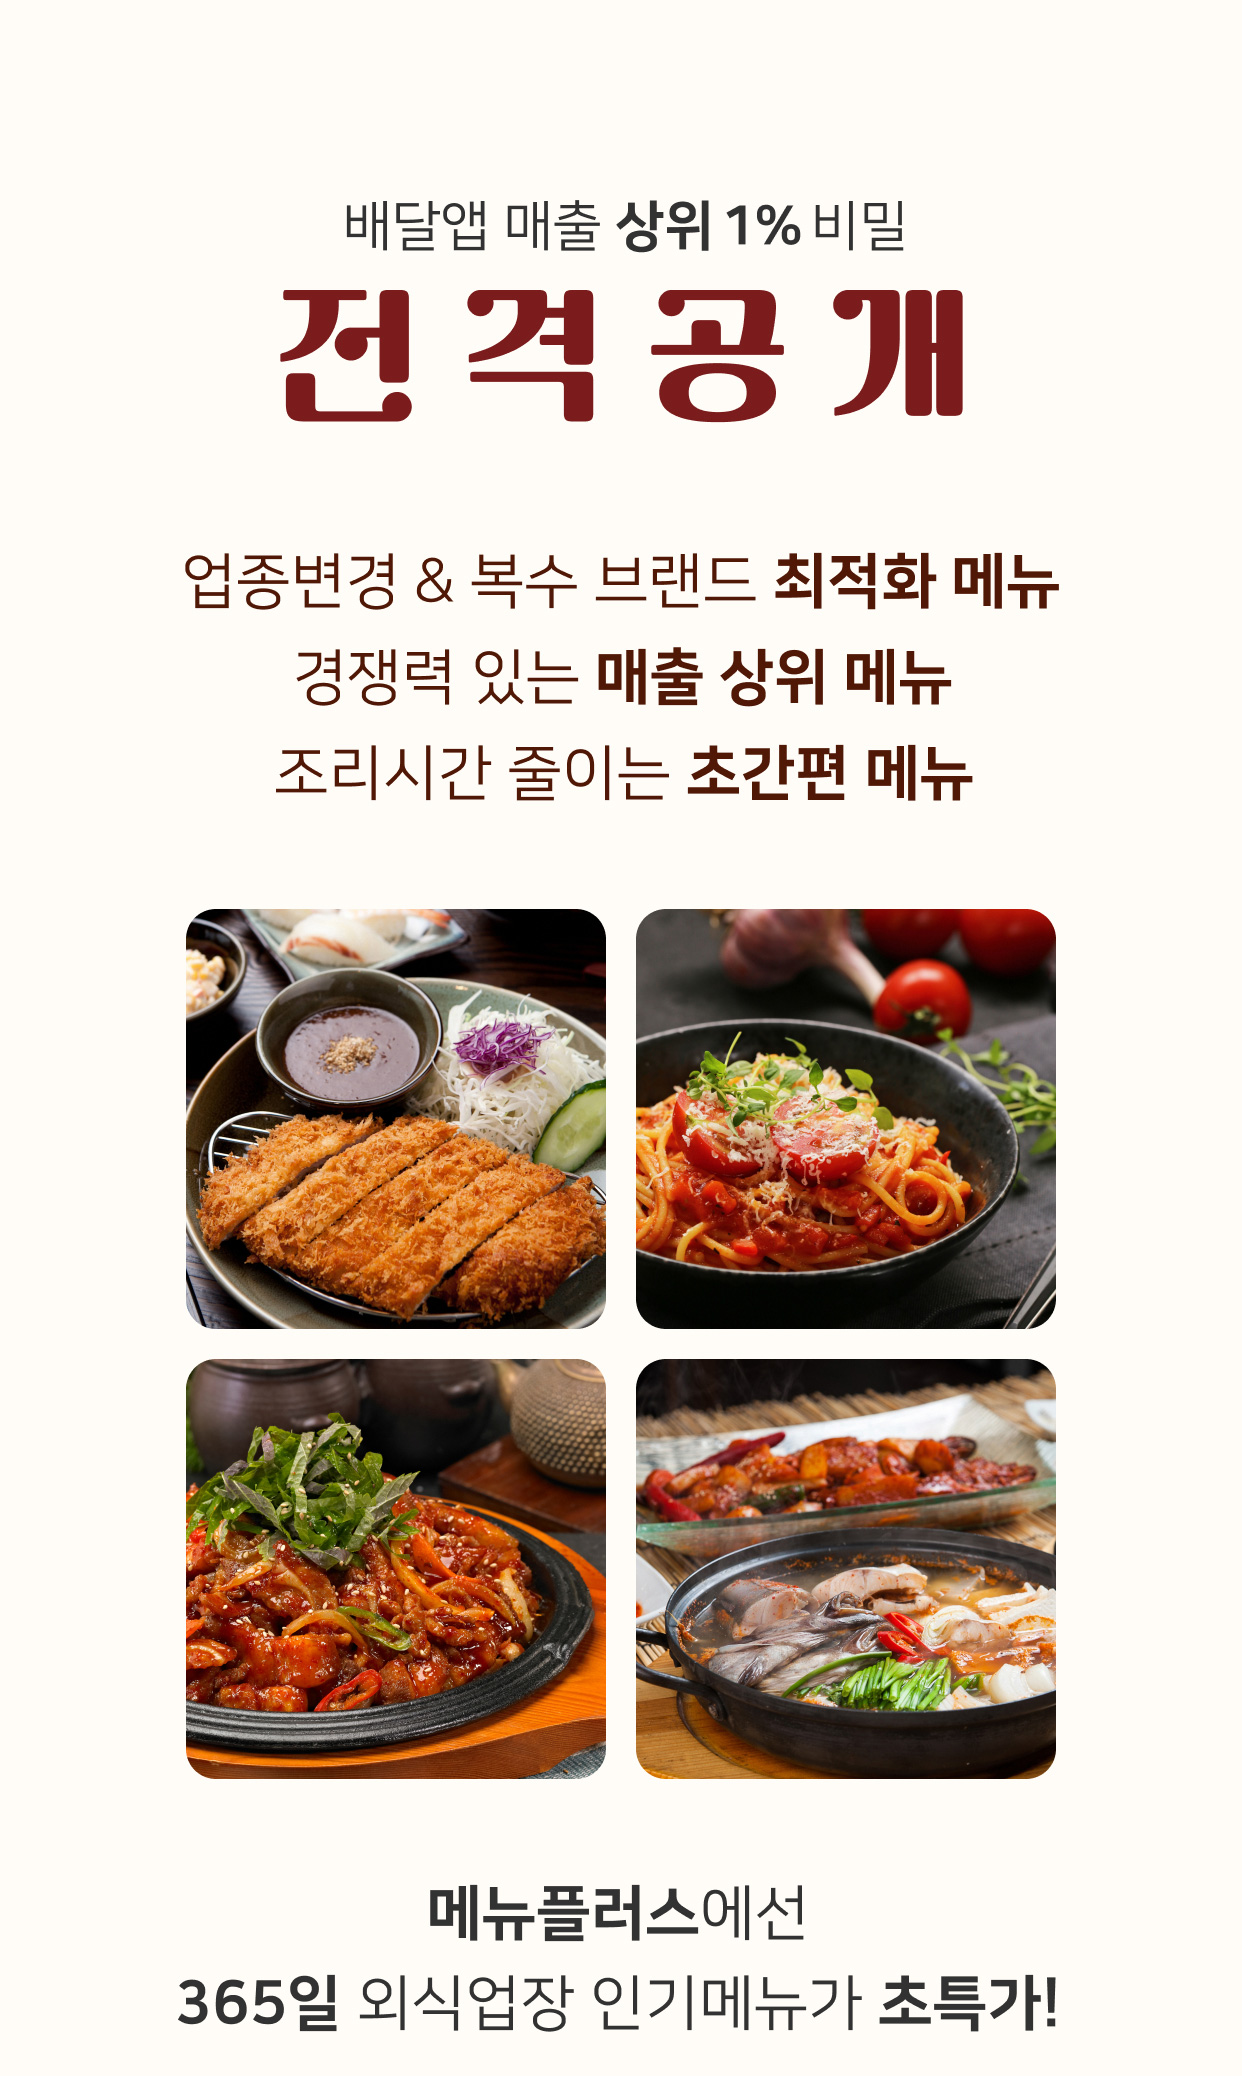 배달앱 매출 상위 1% 비밀
전격공개
업종변경 & 복수 브랜드 최적화 메뉴
경쟁력 있는 매출 상위 메뉴
조리시간 줄이는 초간편 메뉴
메뉴플러스에선
365일 외식업장 인기메뉴가 초특가!